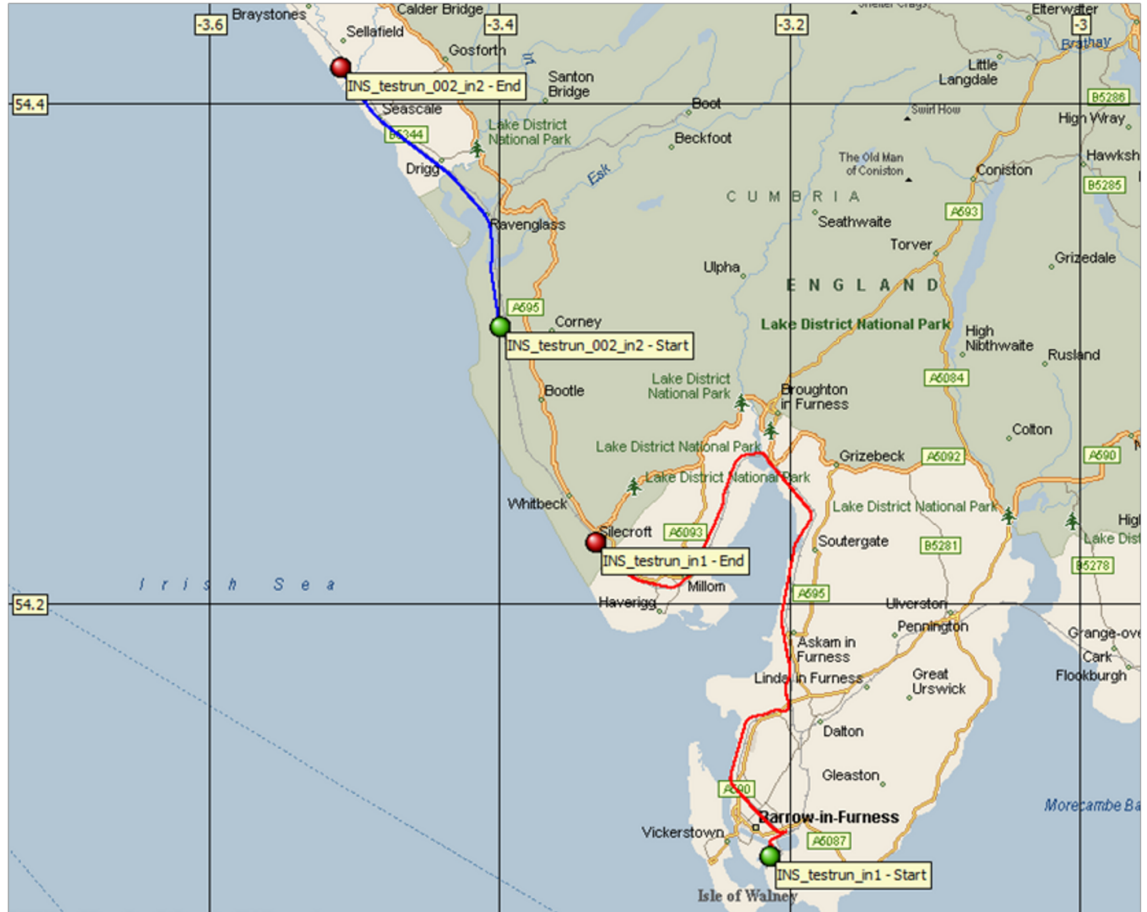 -3.6
-3.4
-3.2
-3
Braystones
Calder Bridge
Elterwater
Sellafield
Gosforth
Brathay
Little
Langdale
INS_testrun_002_in2 - End
Santon
Bridge
B5286
54.4
Seascale
Boot
Swirl How
High Wray
B5344
Lake District
National Park
Beckfoot
Drigg
The Old Man
of Coniston
Hawksh
Esk
Coniston
B5285
CUMBRIA
A593
Ravenglass
Seathwaite
Torver
Ulpha
Grizedale
ENGLAND
A595
Corney
Lake District National Park
INS_testrun_002_in2 - Start
High
Nibthwaite
Rusland
Lake District
National Park
A5084
Bootle
Broughton
in Furness
Colton
Lake District National Park
Grizebeck
A5092
A590
Lake District National Park
Whitbeck
Lake District National Park
Silecroft
A5093
High
Lake Dist
Soutergate
B5281
INS_testrun_in1 - End
B5278
Irish Sea
Millom
A595
54.2
Haverigg
Ulverston
Pennington
Askam in
Furness
Grange-ove
Cark
Flookburgh
Lindal in Furness
Great
Urswick
Dalton
Gleaston
A590
Morecambe Ba
Barrow-in-Furness
Vickerstown
A5087
INS_testrun_in1 - Start
Isle of Walney